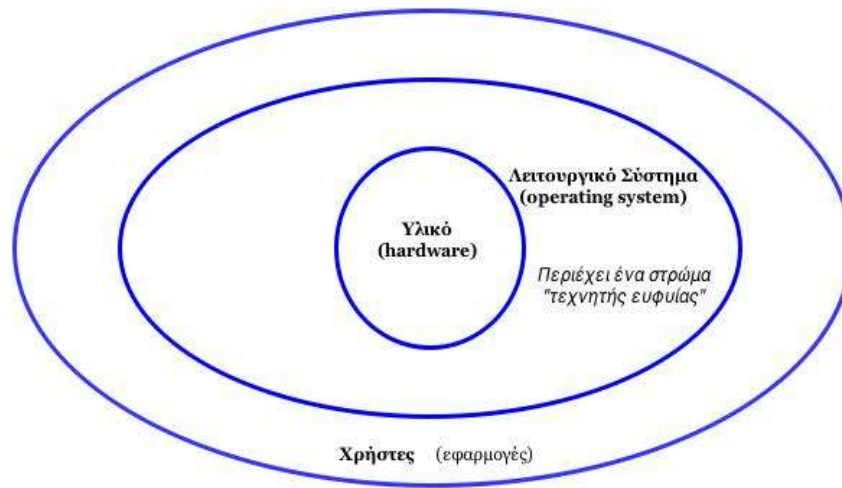 Λειτουργικό Σύστημα
(operating system)
Υλικό
(hardware)
Περιέχει ένα στρώμα
"τεχνητής ευφυίας"
Χρήστες (εφαρμογές)